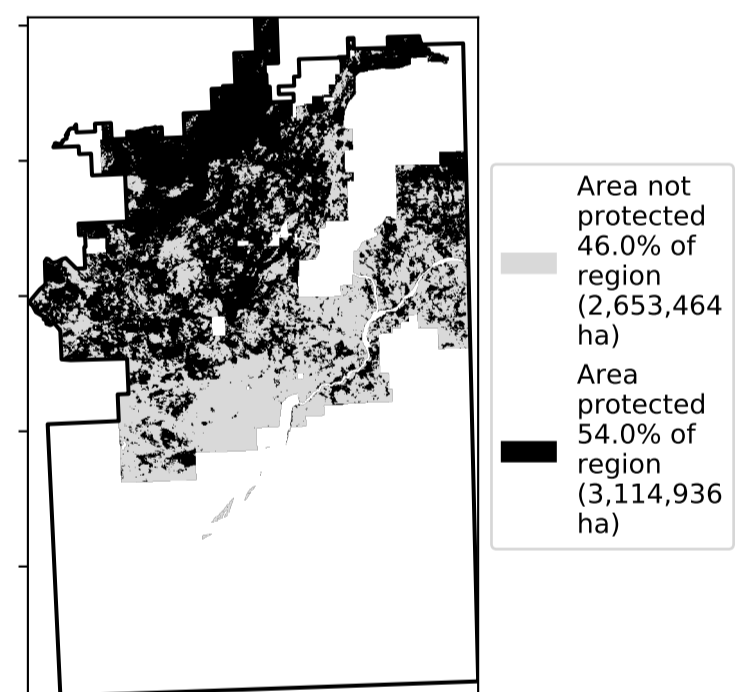 Area not
protected
46.0% of
region
(2,653,464
ha)
Area
protected
54.0% of
region
(3,114,936
ha)